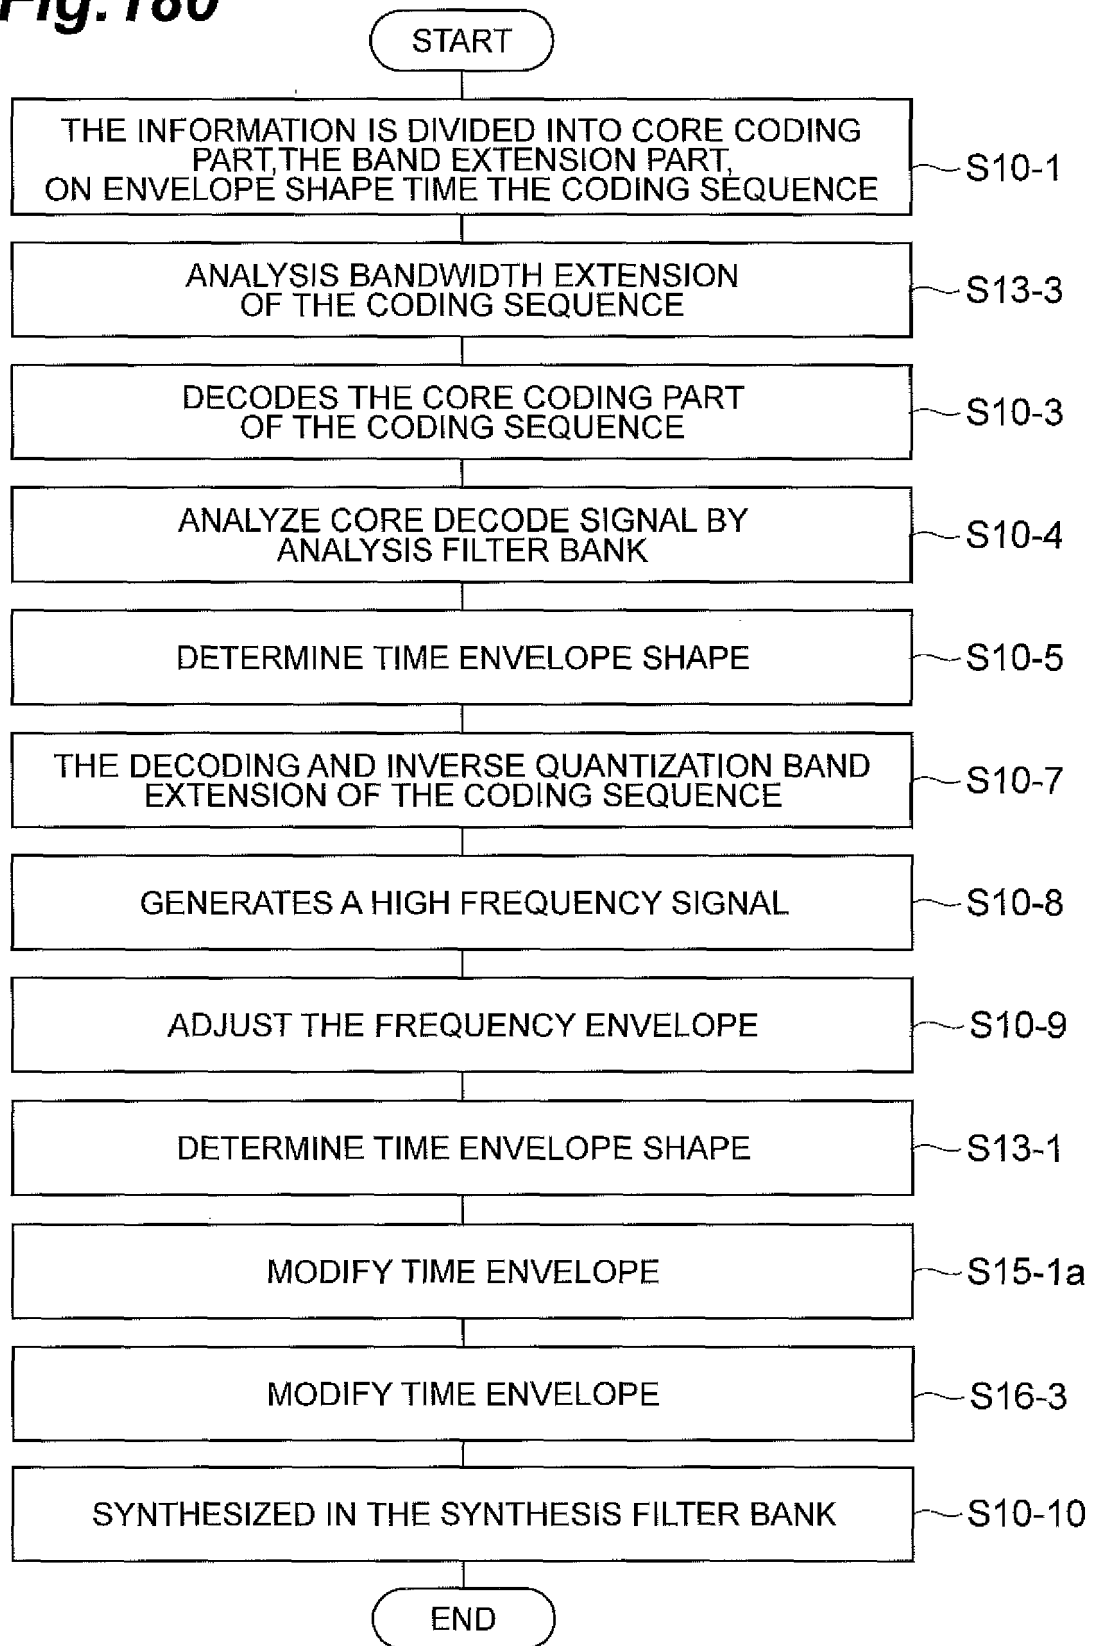 Fig.180
START
THE INFORMATION IS DIVIDED INTO CORE CODING
PART,THE BAND EXTENSION PART,
ON ENVELOPE SHAPE TIME THE CODING SEQUENCE
S10-1
ANALYSIS BANDWIDTH EXTENSION
OF THE CODING SEQUENCE
S13-3
DECODES THE CORE CODING PART
OF THE CODING SEQUENCE
S10-3
ANALYZE CORE DECODE SIGNAL BY
ANALYSIS FILTER BANK
S10-4
DETERMINE TIME ENVELOPE SHAPE
S10-5
THE DECODING AND INVERSE QUANTIZATION BAND
EXTENSION OF THE CODING SEQUENCE
S10-7
GENERATES A HIGH FREQUENCY SIGNAL
S10-8
ADJUST THE FREQUENCY ENVELOPE
S10-9
DETERMINE TIME ENVELOPE SHAPE
S13-1
MODIFY TIME ENVELOPE
S15-1a
MODIFY TIME ENVELOPE
S16-3
SYNTHESIZED IN THE SYNTHESIS FILTER BANK
S10-10
END